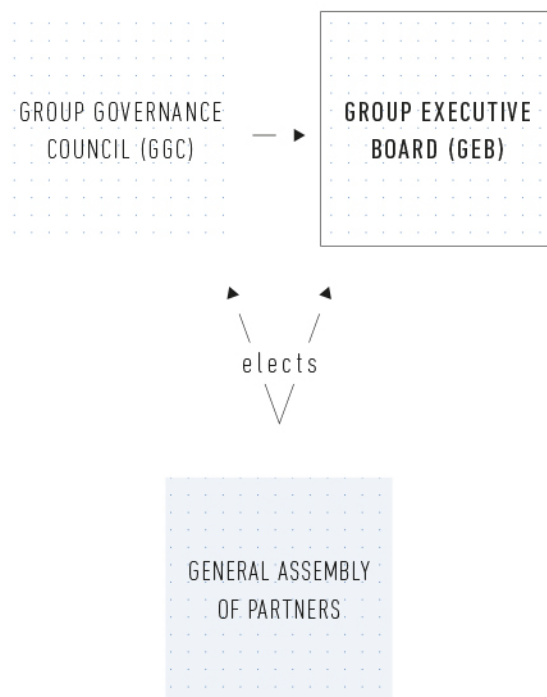 GROUP GOVERNANCE
COUNCIL (GGC)
GROUP EXECUTIVE
BOARD (GEB)
elects
GENERAL ASSEMBLY
OF PARTNERS